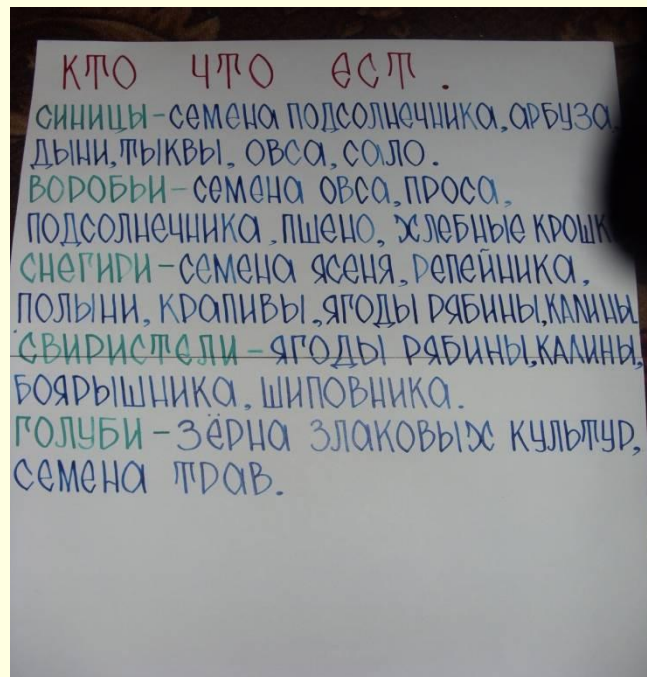 КТО ЧТО ЕСТ.
СИНИЦЫ-СЕМЕНА ПОДСОЛНЕЧНИКА, АРБУЗА,
ДЫНИ, ТЫКВЫ, ОВСА, САЛО.
ВОРОБЬИ-СЕМЕНА ОВСА, ПРОСА,
ПОДСОЛНЕЧНИКА, ПШЕНО, ХЛЕБНЫЕ КРОШК
СНЕГИРИ-СЕМЕНА ЯСЕНЯ, РЕПЕЙНИКА,
ПОЛЫНИ, КРАПИВЫ, ЯГОДЫ РЯБИНЫ, КАЛИНЫ.
СВИРИСТЕЛИ-ЯГОДЫ РЯБИНЫ, КАЛИНЫ,
БОЯРЫШНИКА, ШИПОВНИКА.
ГОЛУБИ-ЗЁРНА ЗЛАКОВЫХ КУЛЬТУР,
СЕМЕНА ТРАВ.